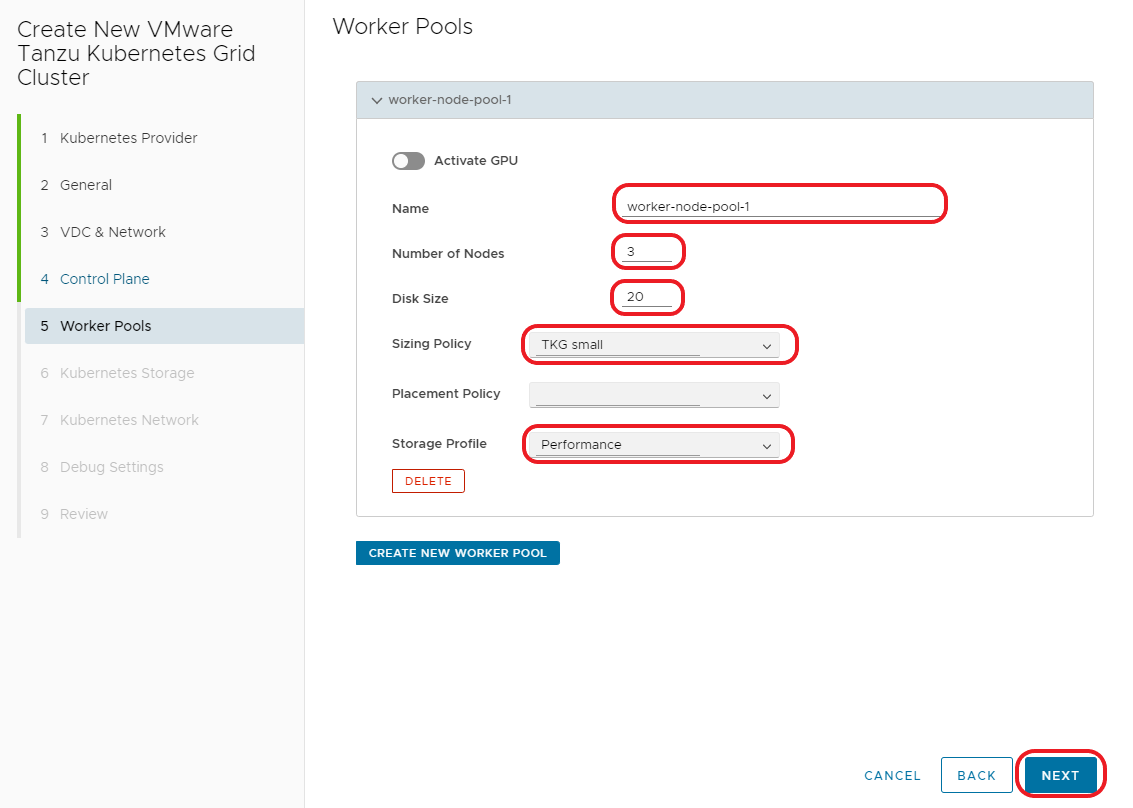 Create New VMware
Tanzu Kubernetes Grid
Cluster
1 Kubernetes Provider
2 General
3 VDC & Network
4 Control Plane
5 Worker Pools
6 Kubernetes Storage
7 Kubernetes Network
8 Debug Settings
9 Review
Worker Pools
worker-node-pool-1
Activate GPU
Name worker-node-pool-1
Number of Nodes 3
Disk Size 20
Sizing Policy TKG small
Placement Policy
Storage Profile Performance
DELETE
CREATE NEW WORKER POOL
CANCEL BACK NEXT